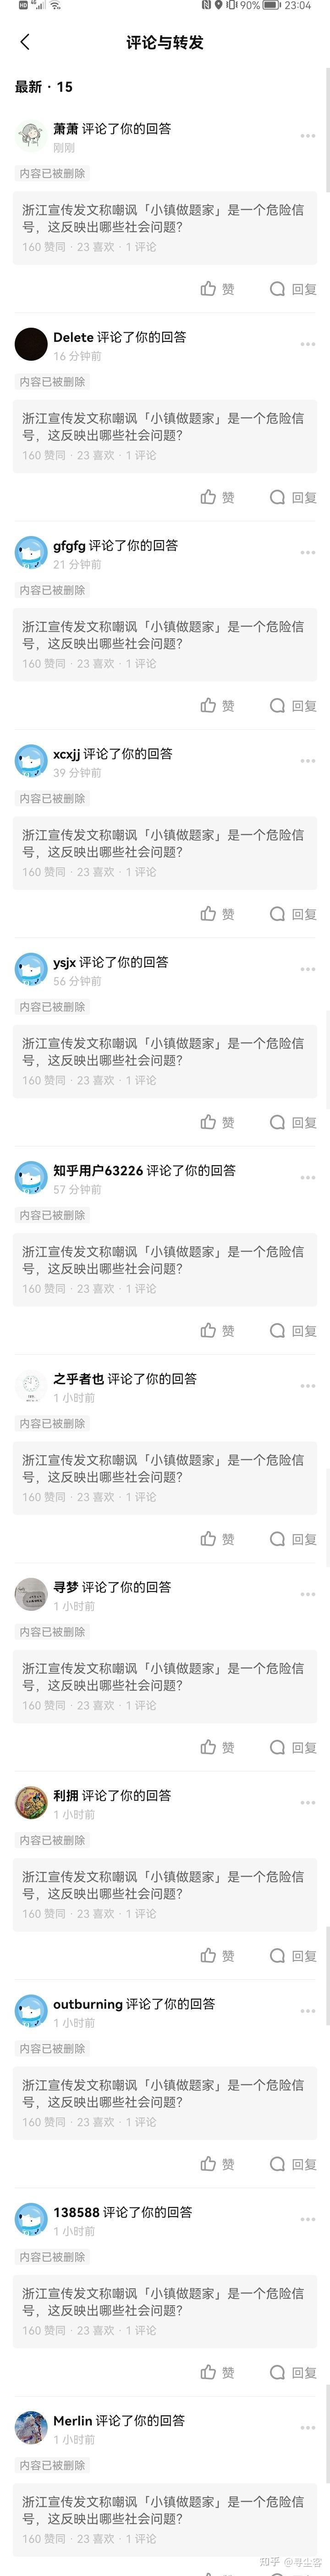 HD 4G 90% 23:04
评论与转发
最新 · 15
萧萧 评论了你的回答
刚刚
内容已被删除
浙江宣传发文称嘲讽「小镇做题家」是一个危险信
号，这反映出哪些社会问题？
160 赞同 · 23 喜欢 · 1 评论
赞 回复
Delete 评论了你的回答
16 分钟前
内容已被删除
浙江宣传发文称嘲讽「小镇做题家」是一个危险信
号，这反映出哪些社会问题？
160 赞同 · 23 喜欢 · 1 评论
赞 回复
gfgfg 评论了你的回答
21 分钟前
内容已被删除
浙江宣传发文称嘲讽「小镇做题家」是一个危险信
号，这反映出哪些社会问题？
160 赞同 · 23 喜欢 · 1 评论
赞 回复
xcxjj 评论了你的回答
39 分钟前
内容已被删除
浙江宣传发文称嘲讽「小镇做题家」是一个危险信
号，这反映出哪些社会问题？
160 赞同 · 23 喜欢 · 1 评论
赞 回复
ysjx 评论了你的回答
56 分钟前
内容已被删除
浙江宣传发文称嘲讽「小镇做题家」是一个危险信
号，这反映出哪些社会问题？
160 赞同 · 23 喜欢 · 1 评论
赞 回复
知乎用户63226 评论了你的回答
57 分钟前
内容已被删除
浙江宣传发文称嘲讽「小镇做题家」是一个危险信
号，这反映出哪些社会问题？
160 赞同 · 23 喜欢 · 1 评论
赞 回复
之乎者也 评论了你的回答
1 小时前
内容已被删除
浙江宣传发文称嘲讽「小镇做题家」是一个危险信
号，这反映出哪些社会问题？
160 赞同 · 23 喜欢 · 1 评论
赞 回复
寻梦 评论了你的回答
1 小时前
内容已被删除
浙江宣传发文称嘲讽「小镇做题家」是一个危险信
号，这反映出哪些社会问题？
160 赞同 · 23 喜欢 · 1 评论
赞 回复
利拥 评论了你的回答
1 小时前
内容已被删除
浙江宣传发文称嘲讽「小镇做题家」是一个危险信
号，这反映出哪些社会问题？
160 赞同 · 23 喜欢 · 1 评论
赞 回复
outburning 评论了你的回答
1 小时前
内容已被删除
浙江宣传发文称嘲讽「小镇做题家」是一个危险信
号，这反映出哪些社会问题？
160 赞同 · 23 喜欢 · 1 评论
赞 回复
138588 评论了你的回答
1 小时前
内容已被删除
浙江宣传发文称嘲讽「小镇做题家」是一个危险信
号，这反映出哪些社会问题？
160 赞同 · 23 喜欢 · 1 评论
赞 回复
Merlin 评论了你的回答
1 小时前
内容已被删除
浙江宣传发文称嘲讽「小镇做题家」是一个危险信
号，这反映出哪些社会问题？
160 赞同 · 23 喜欢 · 1 评论
知乎 @寻尘客